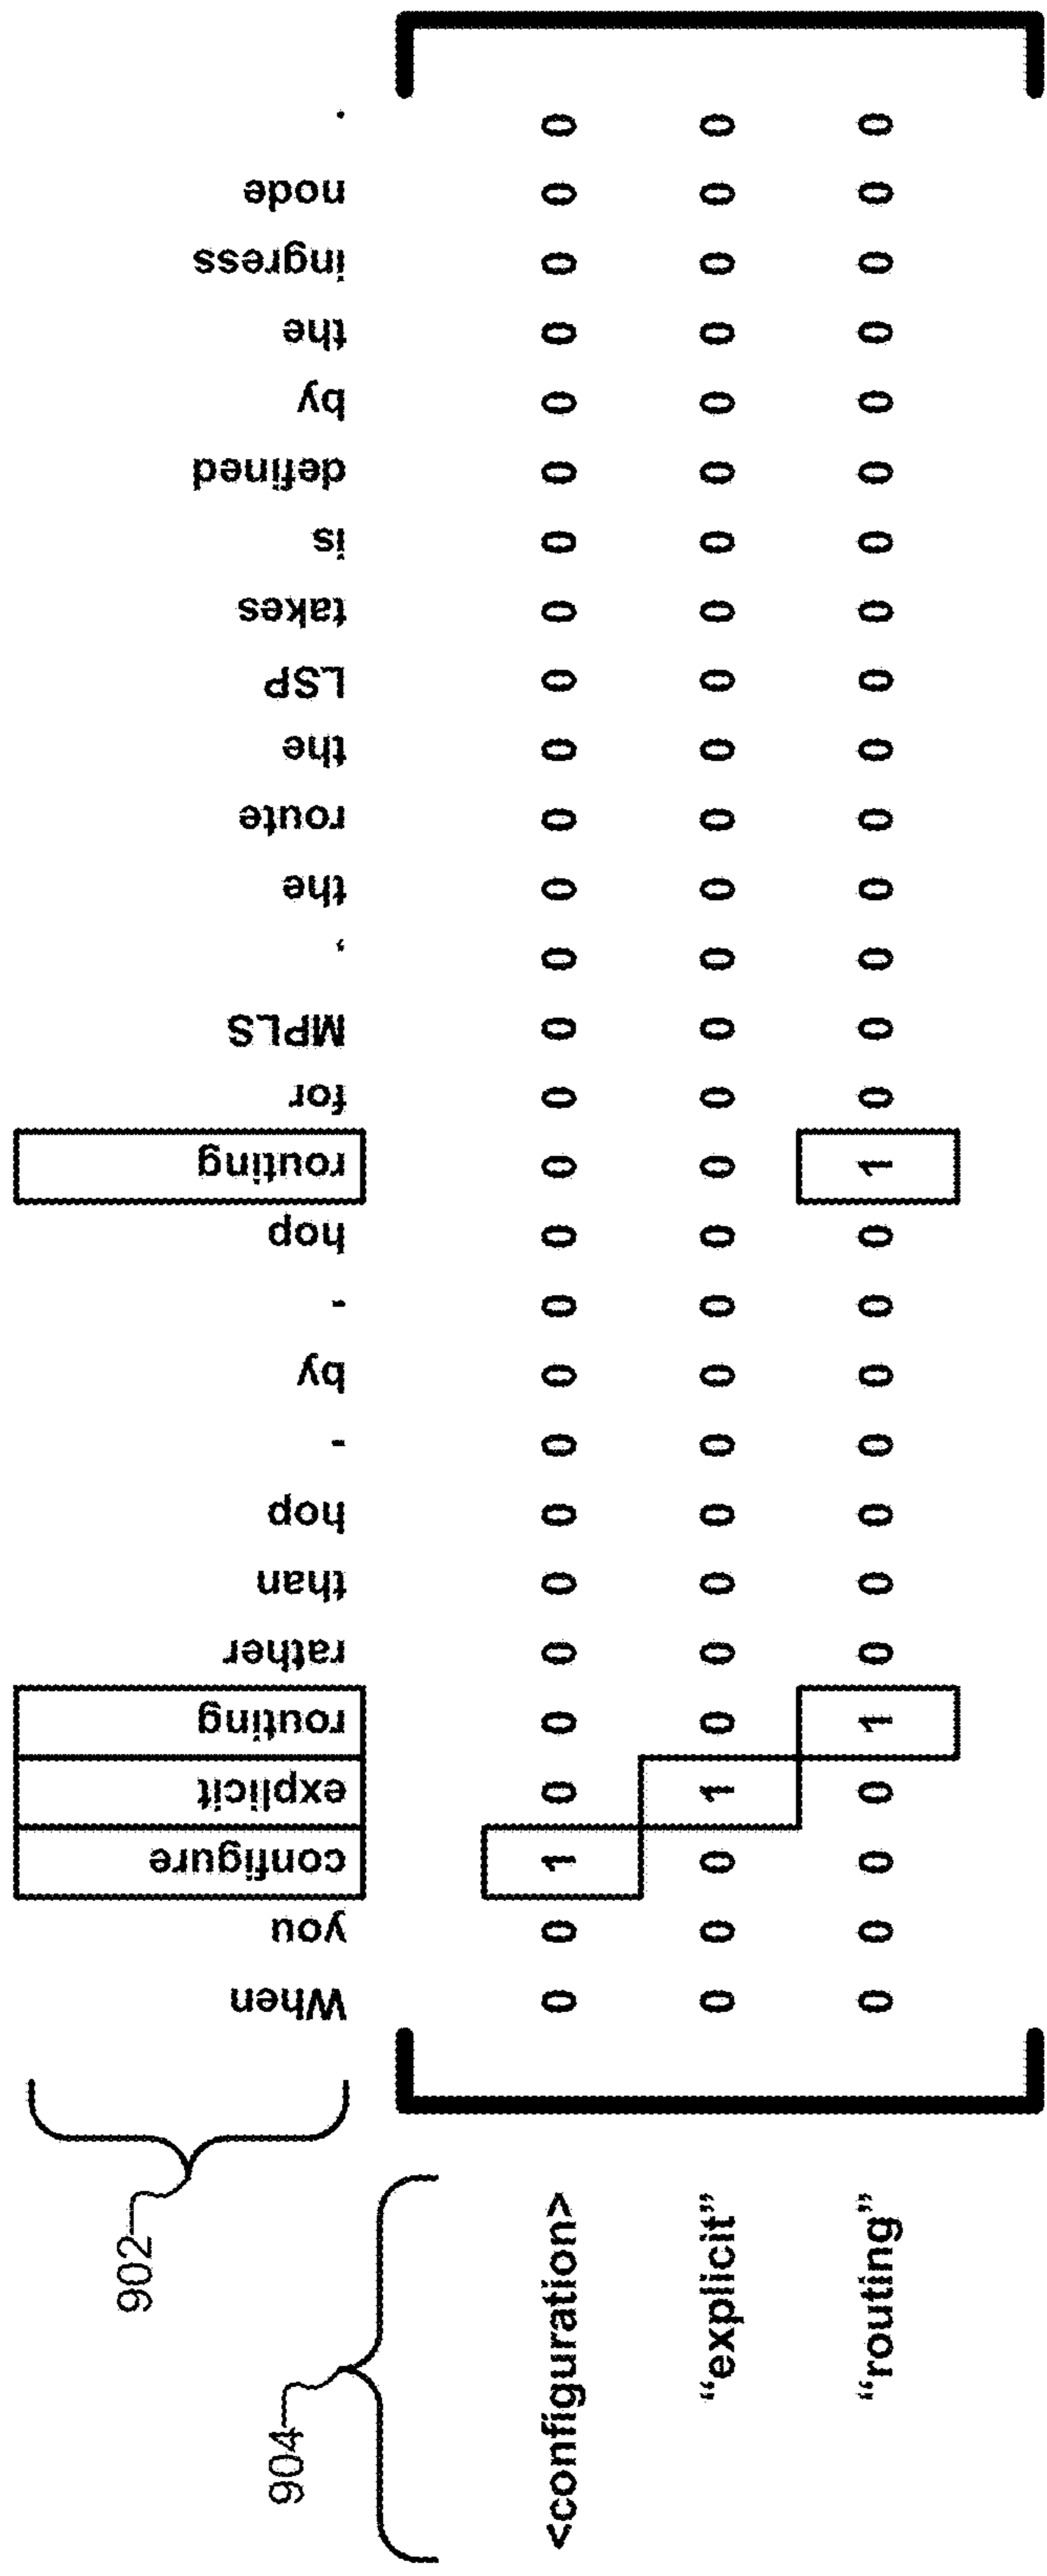 902
When you configure explicit routing rather than hop - by - hop routing for MPLS , the route the LSP takes is defined by the ingress node .
904
<configuration> 0 0 1 0 0 0 0 0 0 0 0 0 0 0 0 0 0 0 0 0 0 0 0 0 0 0 0 0
“explicit” 0 0 0 1 0 0 0 0 0 0 0 0 0 0 0 0 0 0 0 0 0 0 0 0 0 0 0 0
“routing” 0 0 0 0 1 0 0 0 0 0 0 0 1 0 0 0 0 0 0 0 0 0 0 0 0 0 0 0